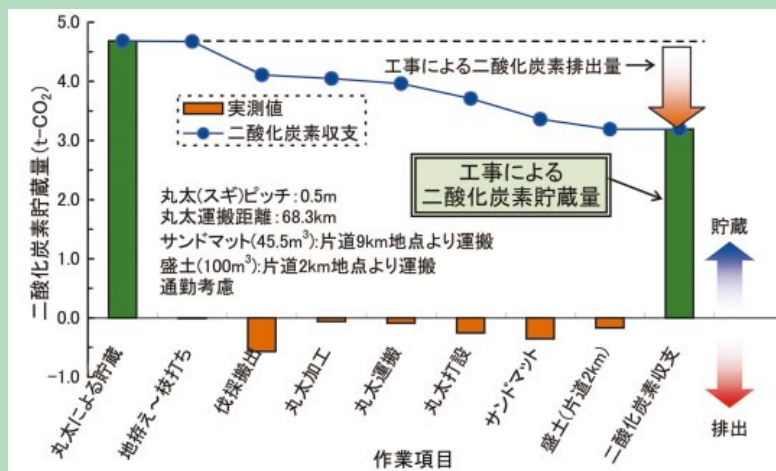 二酸化炭素貯蔵量(t-CO₂)
5.0
4.0
3.0
2.0
1.0
0.0
-1.0
工事による二酸化炭素排出量
実測値
二酸化炭素収支
工事による
二酸化炭素貯蔵量
丸太(スギ)ピッチ:0.5m
丸太運搬距離:68.3km
サンドマット(45.5m³):片道9km地点より運搬
盛土(100m³):片道2km地点より運搬
通勤考慮
貯蔵
排出
丸太による貯蔵
地拵え～枝打ち
伐採搬出
丸太加工
丸太運搬
丸太打設
サンドマット
盛土(片道2km)
二酸化炭素収支
作業項目